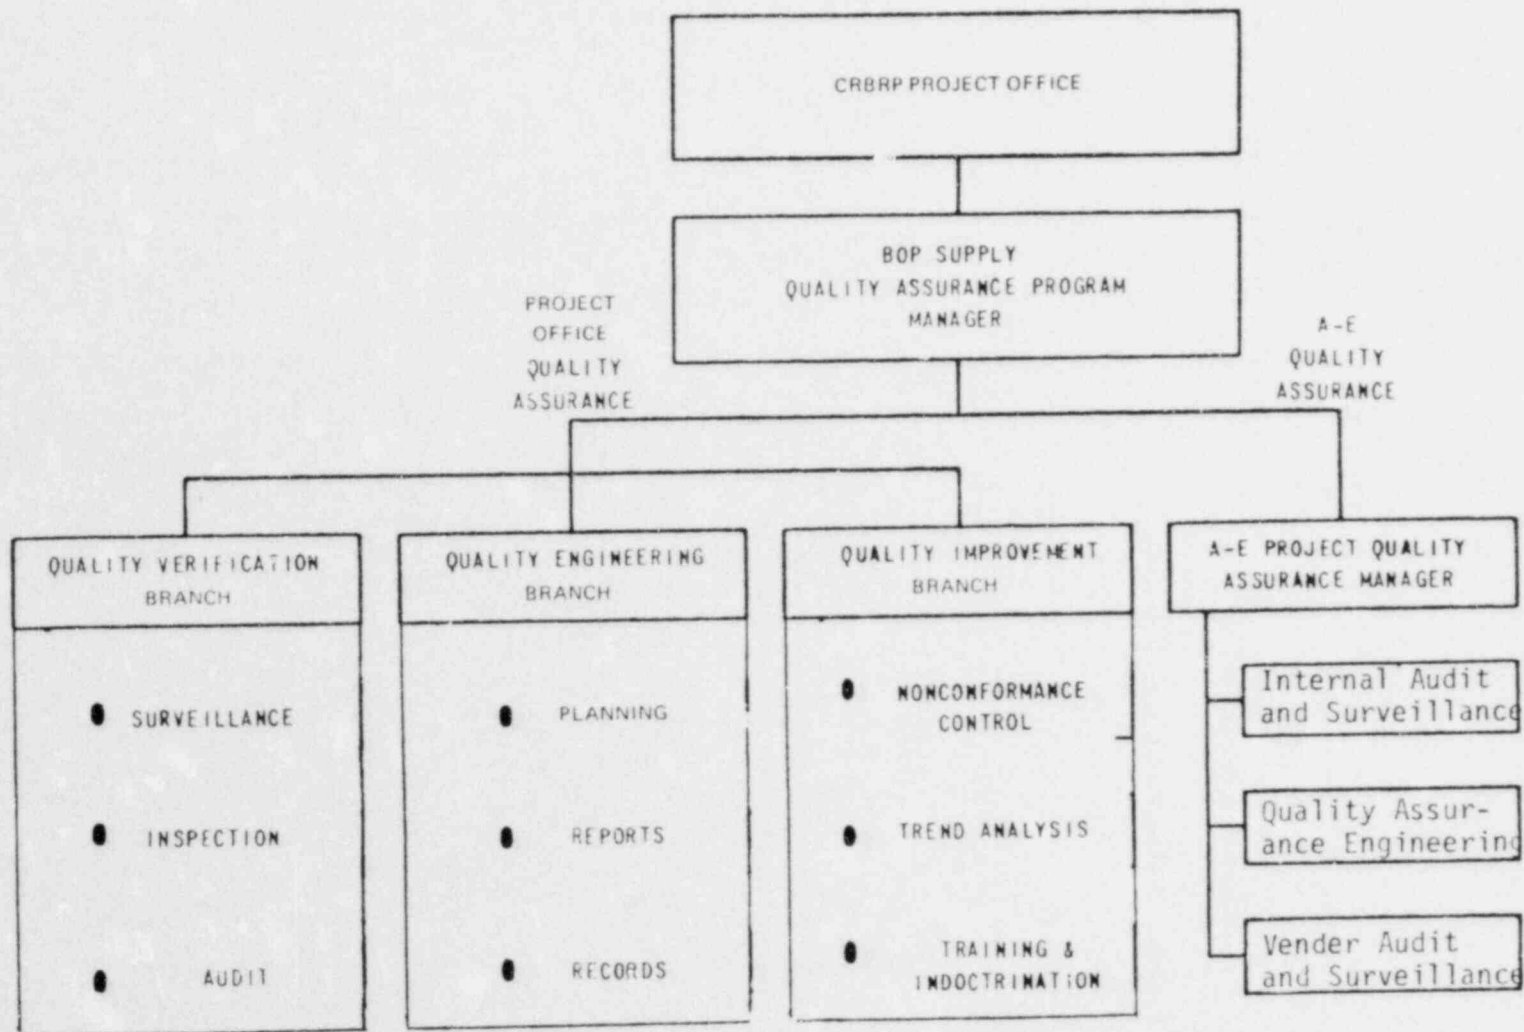 CRBRP PROJECT OFFICE
BOP SUPPLY
QUALITY ASSURANCE PROGRAM
MANAGER
PROJECT
OFFICE
QUALITY
ASSURANCE
A-E
QUALITY
ASSURANCE
QUALITY VERIFICATION
BRANCH
SURVEILLANCE
INSPECTION
AUDIT
QUALITY ENGINEERING
BRANCH
PLANNING
REPORTS
RECORDS
QUALITY IMPROVEMENT
BRANCH
NONCONFORMANCE
CONTROL
TREND ANALYSIS
TRAINING &
INDOCTRINATION
A-E PROJECT QUALITY
ASSURANCE MANAGER
Internal Audit
and Surveillance
Quality Assur-
ance Engineering
Vender Audit
and Surveillance